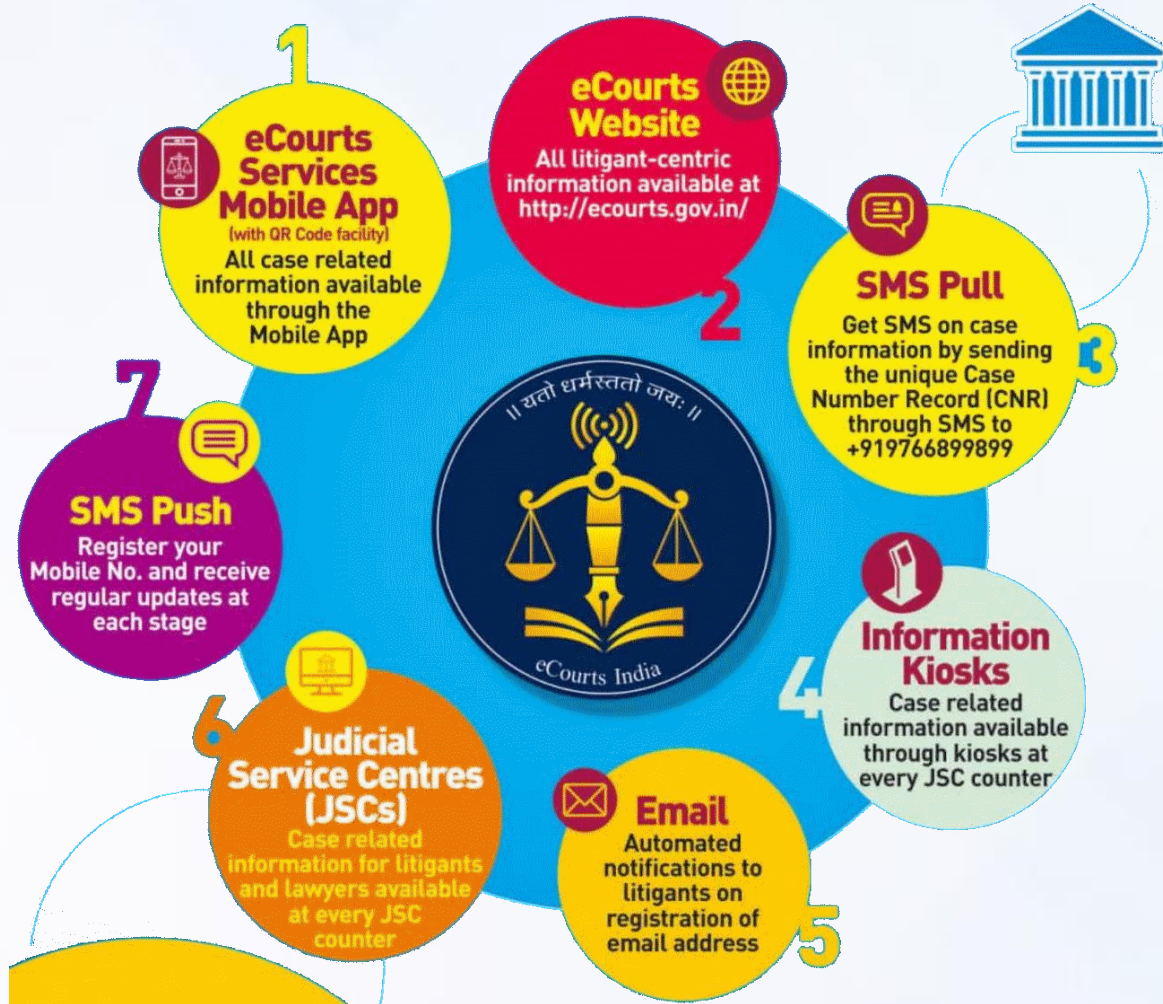 1
eCourts
Services
Mobile App
(with QR Code facility)
All case related
information available
through the
Mobile App
eCourts
Website
All litigant-centric
information available at
http://ecourts.gov.in/
2
SMS Pull
Get SMS on case
information by sending
the unique Case
Number Record (CNR)
through SMS to
+919766899899
3
Information
Kiosks
Case related
information available
through kiosks at
every JSC counter
4
Email
Automated
notifications to
litigants on
registration of
email address
5
6
Judicial
Service Centres
(JSCs)
Case related
information for litigants
and lawyers available
at every JSC
counter
7
SMS Push
Register your
Mobile No. and receive
regular updates at
each stage
।। यतो धर्मस्ततो जयः ।।
eCourts India